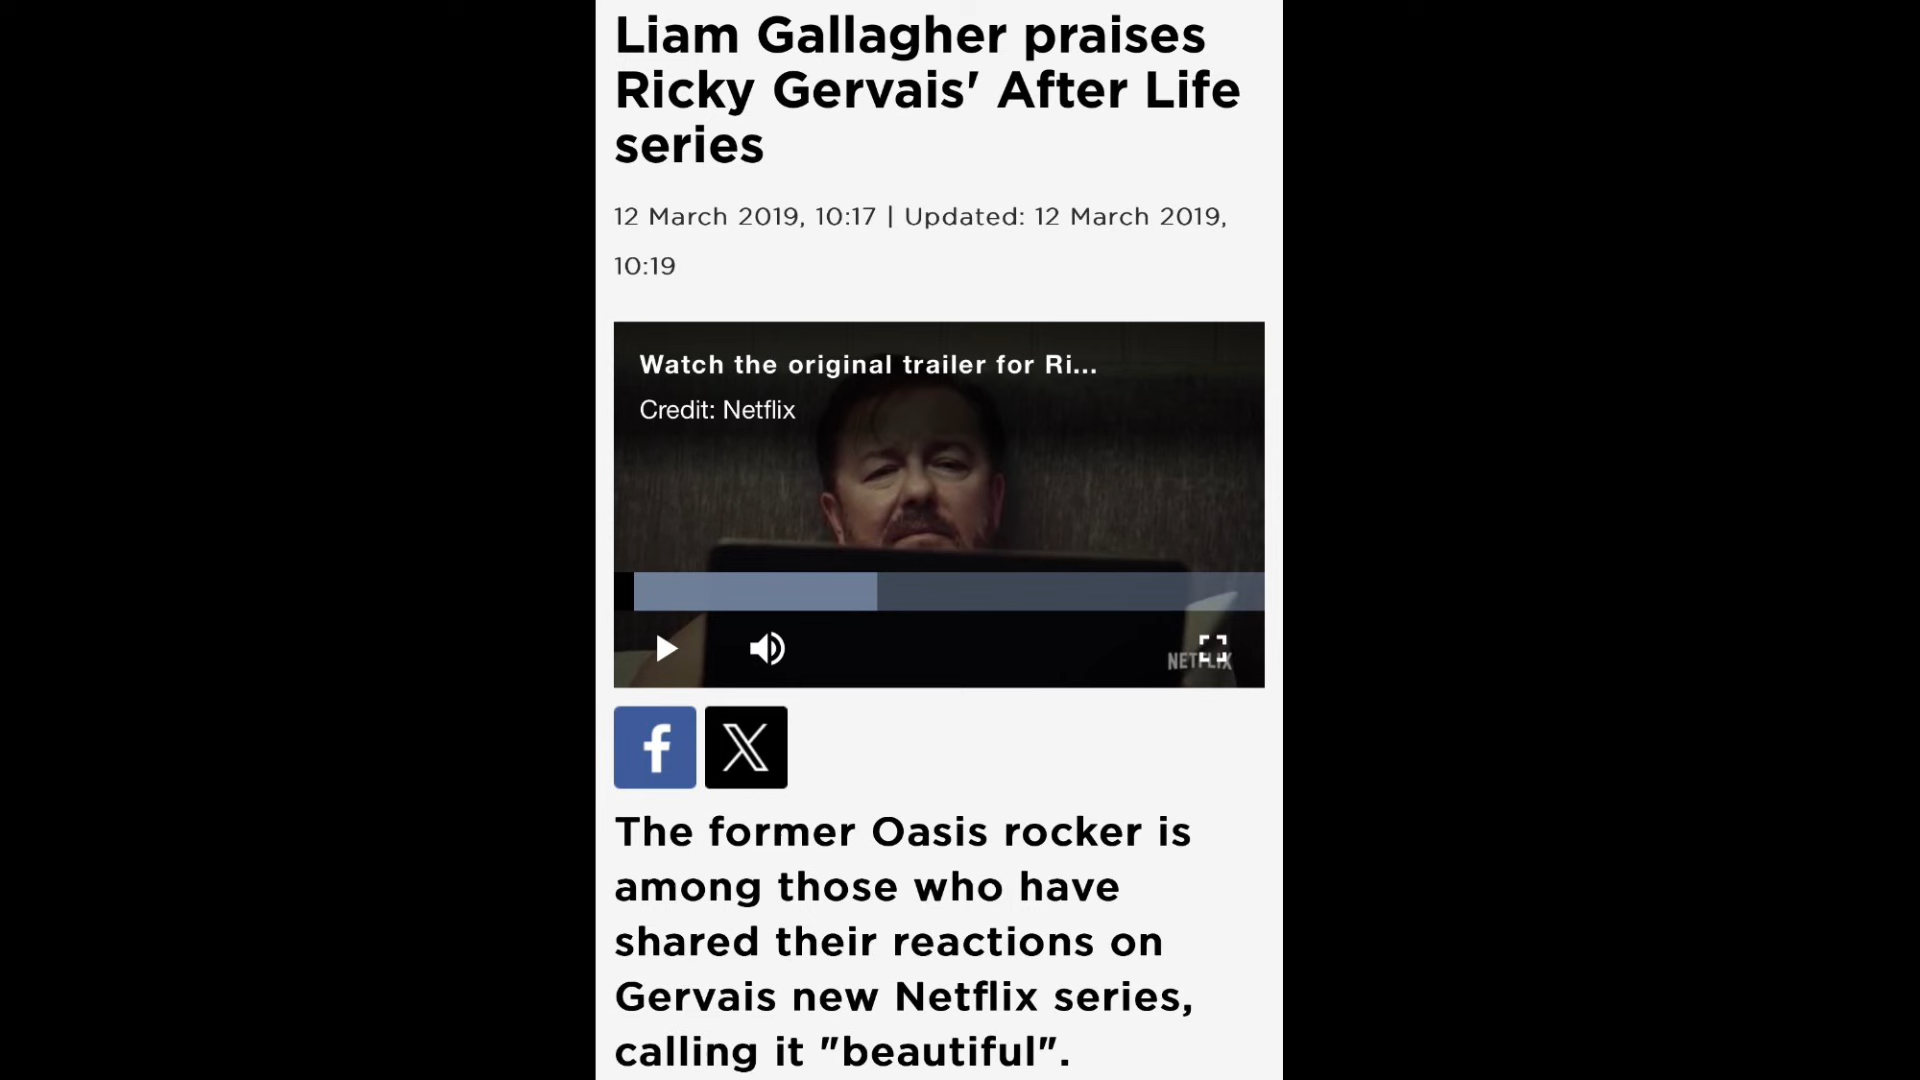 Liam Gallagher praises
Ricky Gervais' After Life
series
12 March 2019, 10:17 | Updated: 12 March 2019,
10:19
Watch the original trailer for Ri...
Credit: Netflix
NETFLIX
The former Oasis rocker is
among those who have
shared their reactions on
Gervais new Netflix series,
calling it "beautiful".